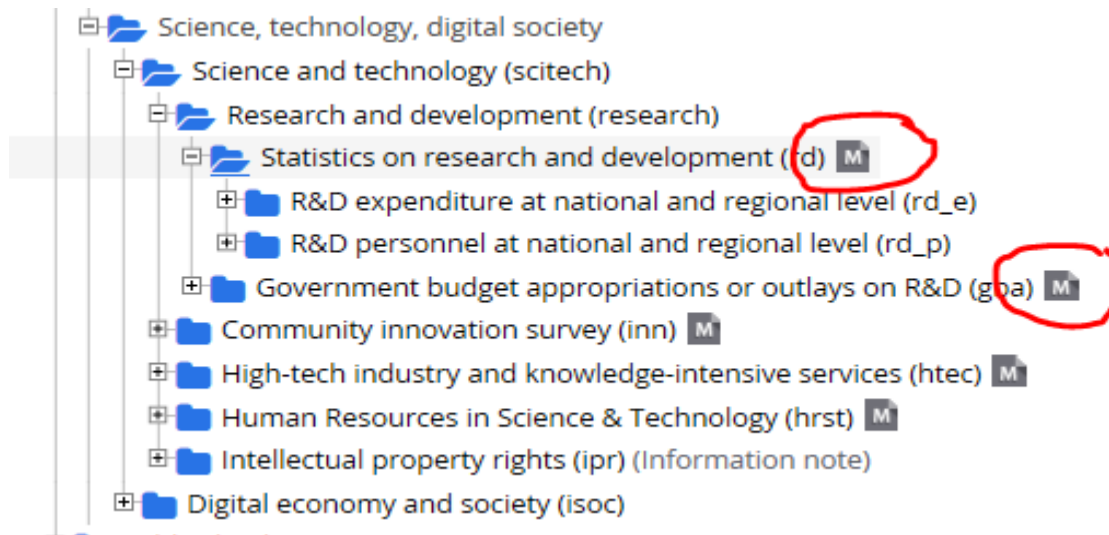 Science, technology, digital society
Science and technology (scitech)
Research and development (research)
Statistics on research and development (rd) M
R&D expenditure at national and regional level (rd_e)
R&D personnel at national and regional level (rd_p)
Government budget appropriations or outlays on R&D (gba) M
Community innovation survey (inn) M
High-tech industry and knowledge-intensive services (htec) M
Human Resources in Science & Technology (hrst) M
Intellectual property rights (ipr) (Information note)
Digital economy and society (isoc)